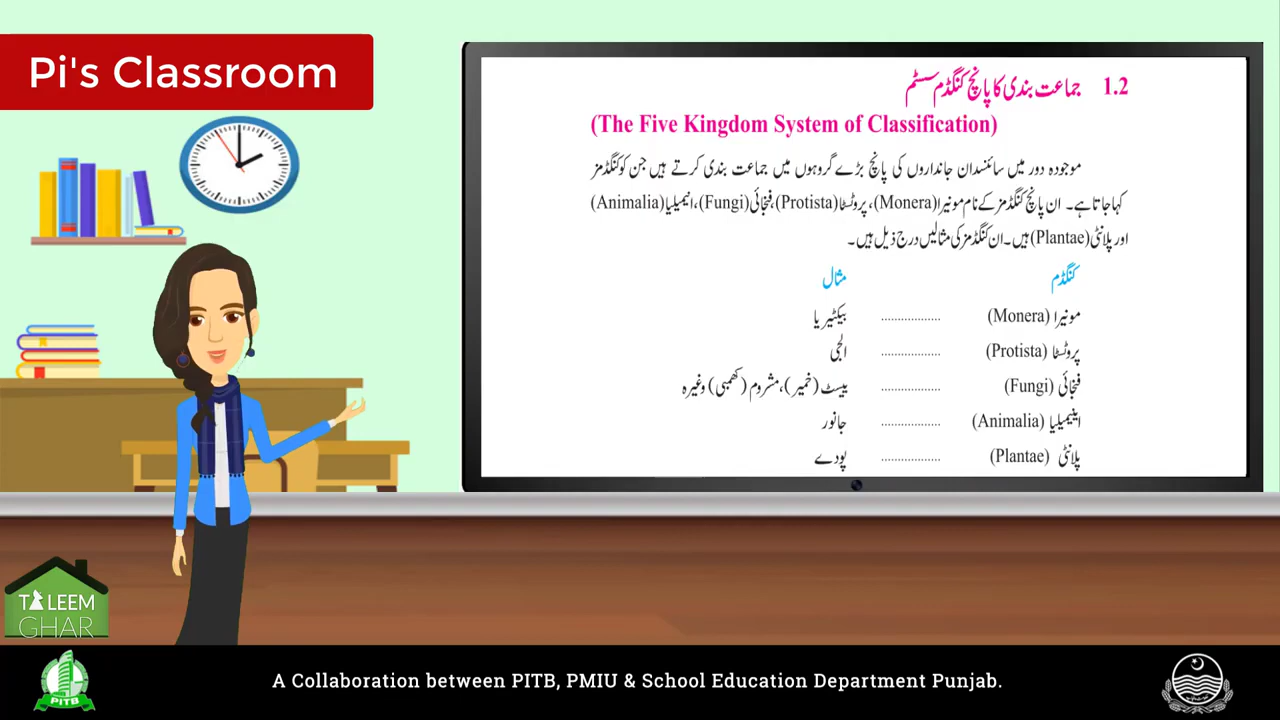 Pi's Classroom
1.2 جماعت بندی کا پانچ کنگڈم سسٹم
(The Five Kingdom System of Classification)
موجودہ دور میں سائنسدان جانداروں کی پانچ بڑے گروہوں میں جماعت بندی کرتے ہیں جن کو کنگڈمز
کہا جاتا ہے۔ ان پانچ کنگڈمز کے نام مونیرا (Monera)، پروٹسٹا (Protista)، فنجائی (Fungi)، انیمیلیا (Animalia)
اور پلانٹی (Plantae) ہیں۔ ان کنگڈمز کی مثالیں درج ذیل ہیں۔
کنگڈم مثال
مونیرا (Monera) .................. بیکٹیریا
پروٹسٹا (Protista) .................. الجی
فنجائی (Fungi) .................. ییسٹ (خمیر)، مشروم (کھمبی) وغیرہ
اینیمیلیا (Animalia) .................. جانور
پلانٹی (Plantae) .................. پودے
TALEEM
GHAR
PITB
A Collaboration between PITB, PMIU & School Education Department Punjab.